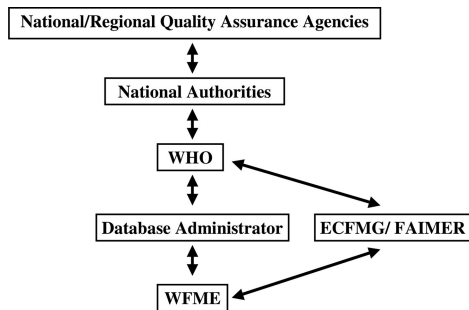 National/Regional Quality Assurance Agencies
National Authorities
WHO
Database Administrator
ECFMG/ FAIMER
WFME